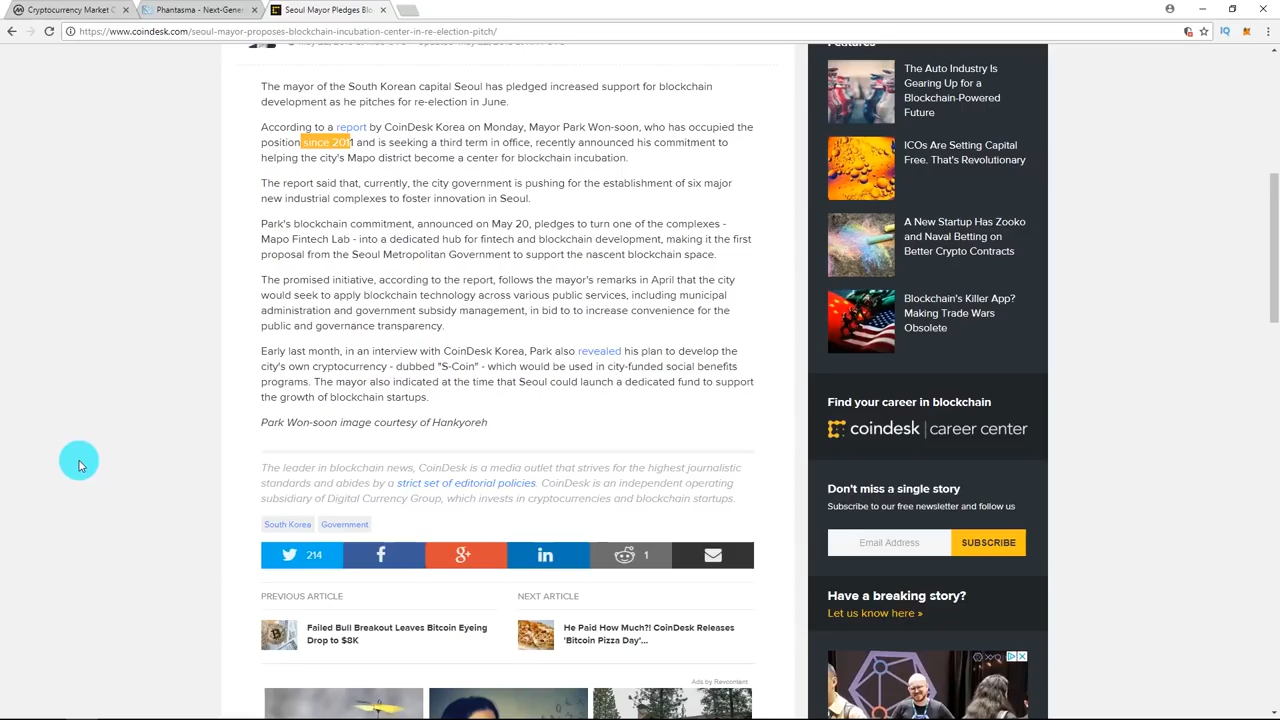 Cryptocurrency Market C
Phantasma - Next-Gene
Seoul Mayor Pledges Blo
https://www.coindesk.com/seoul-mayor-proposes-blockchain-incubation-center-in-re-election-pitch/
The mayor of the South Korean capital Seoul has pledged increased support for blockchain
development as he pitches for re-election in June.
According to a report by CoinDesk Korea on Monday, Mayor Park Won-soon, who has occupied the
position since 2011 and is seeking a third term in office, recently announced his commitment to
helping the city's Mapo district become a center for blockchain incubation.
The report said that, currently, the city government is pushing for the establishment of six major
new industrial complexes to foster innovation in Seoul.
Park's blockchain commitment, announced on May 20, pledges to turn one of the complexes -
Mapo Fintech Lab - into a dedicated hub for fintech and blockchain development, making it the first
proposal from the Seoul Metropolitan Government to support the nascent blockchain space.
The promised initiative, according to the report, follows the mayor's remarks in April that the city
would seek to apply blockchain technology across various public services, including municipal
administration and government subsidy management, in bid to to increase convenience for the
public and governance transparency.
Early last month, in an interview with CoinDesk Korea, Park also revealed his plan to develop the
city's own cryptocurrency - dubbed "S-Coin" - which would be used in city-funded social benefits
programs. The mayor also indicated at the time that Seoul could launch a dedicated fund to support
the growth of blockchain startups.
Park Won-soon image courtesy of Hankyoreh
The leader in blockchain news, CoinDesk is a media outlet that strives for the highest journalistic
standards and abides by a strict set of editorial policies. CoinDesk is an independent operating
subsidiary of Digital Currency Group, which invests in cryptocurrencies and blockchain startups.
South Korea
Government
214
1
PREVIOUS ARTICLE
Failed Bull Breakout Leaves Bitcoin Eyeing
Drop to $8K
NEXT ARTICLE
He Paid How Much?! CoinDesk Releases
'Bitcoin Pizza Day'...
Ads by Revcontent
Features
The Auto Industry Is
Gearing Up for a
Blockchain-Powered
Future
ICOs Are Setting Capital
Free. That's Revolutionary
A New Startup Has Zooko
and Naval Betting on
Better Crypto Contracts
Blockchain's Killer App?
Making Trade Wars
Obsolete
Find your career in blockchain
coindesk | career center
Don't miss a single story
Subscribe to our free newsletter and follow us
Email Address
SUBSCRIBE
Have a breaking story?
Let us know here »